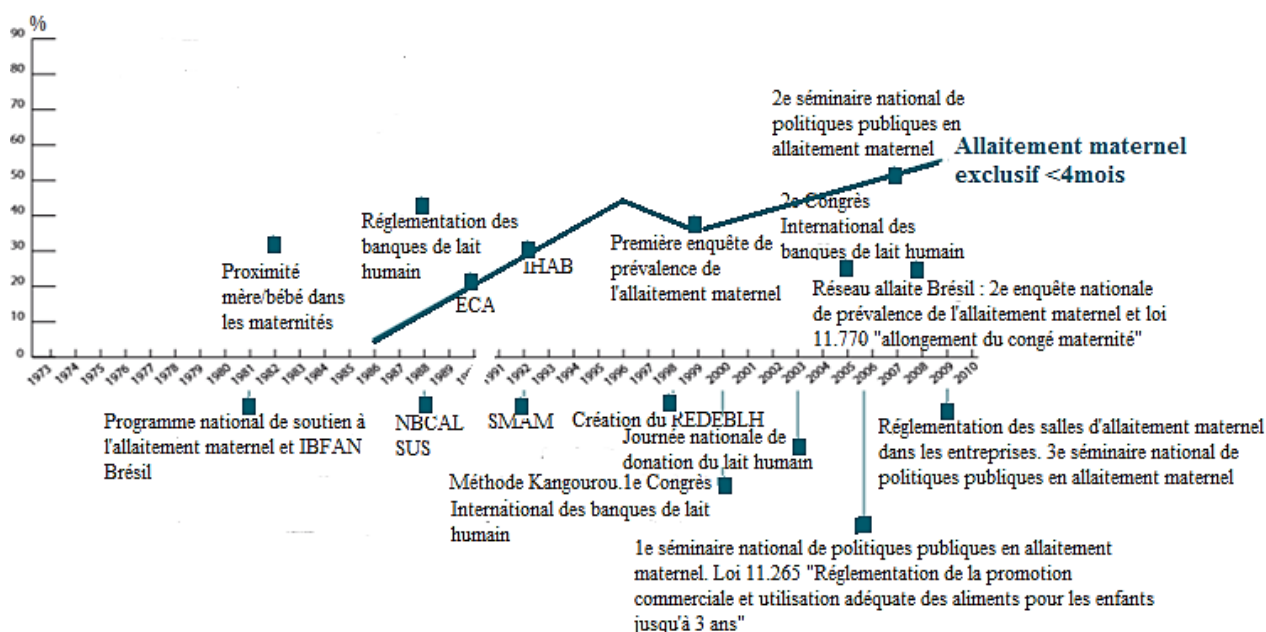 %
90
80
70
60
50
40
30
20
10
0
2e séminaire national de
politiques publiques en
allaitement maternel
Allaitement maternel
exclusif <4mois
Réglementation des
banques de lait
humain
2e Congrès
International des
banques de lait humain
Proximité
mère/bébé dans
les maternités
ECA
IHAB
Première enquête de
prévalence de
l'allaitement maternel
Réseau allaite Brésil : 2e enquête nationale
de prévalence de l'allaitement maternel et loi
11.770 "allongement du congé maternité"
1973 1974 1975 1976 1977 1978 1979 1980 1981 1982 1983 1984 1985 1986 1987 1988 1989 1991 1992 1993 1994 1995 1996 1997 1998 1999 2000 2001 2002 2003 2004 2005 2006 2007 2008 2009 2010
Programme national de soutien à
l'allaitement maternel et IBFAN
Brésil
NBCAL
SUS
SMAM
Création du REDEBLH
Journée nationale de
donation du lait humain
Méthode Kangourou.1e Congrès
International des banques de lait
humain
Réglementation des salles d'allaitement maternel
dans les entreprises. 3e séminaire national de
politiques publiques en allaitement maternel
1e séminaire national de politiques publiques en allaitement
maternel. Loi 11.265 "Réglementation de la promotion
commerciale et utilisation adéquate des aliments pour les enfants
jusqu'à 3 ans"